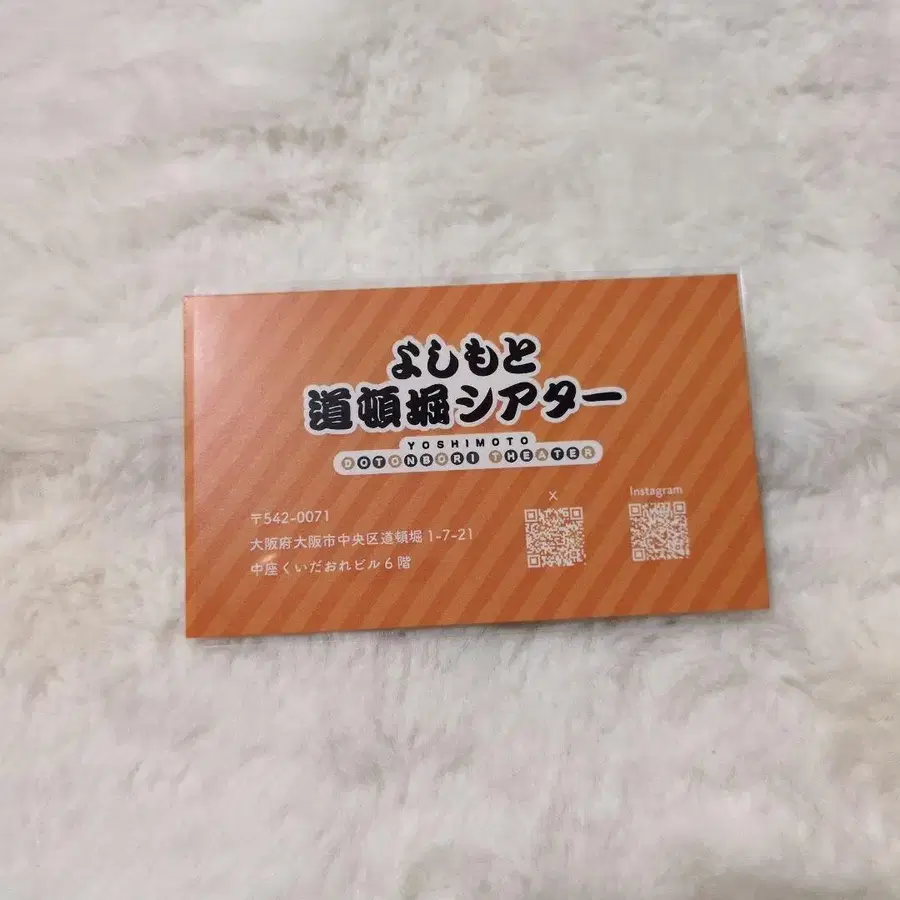 よしもと
道頓堀シアター
YOSHIMOTO
DOTONBORI THEATER
〒542-0071
大阪府大阪市中央区道頓堀 1-7-21
中座くいだおれビル6階
X
Instagram